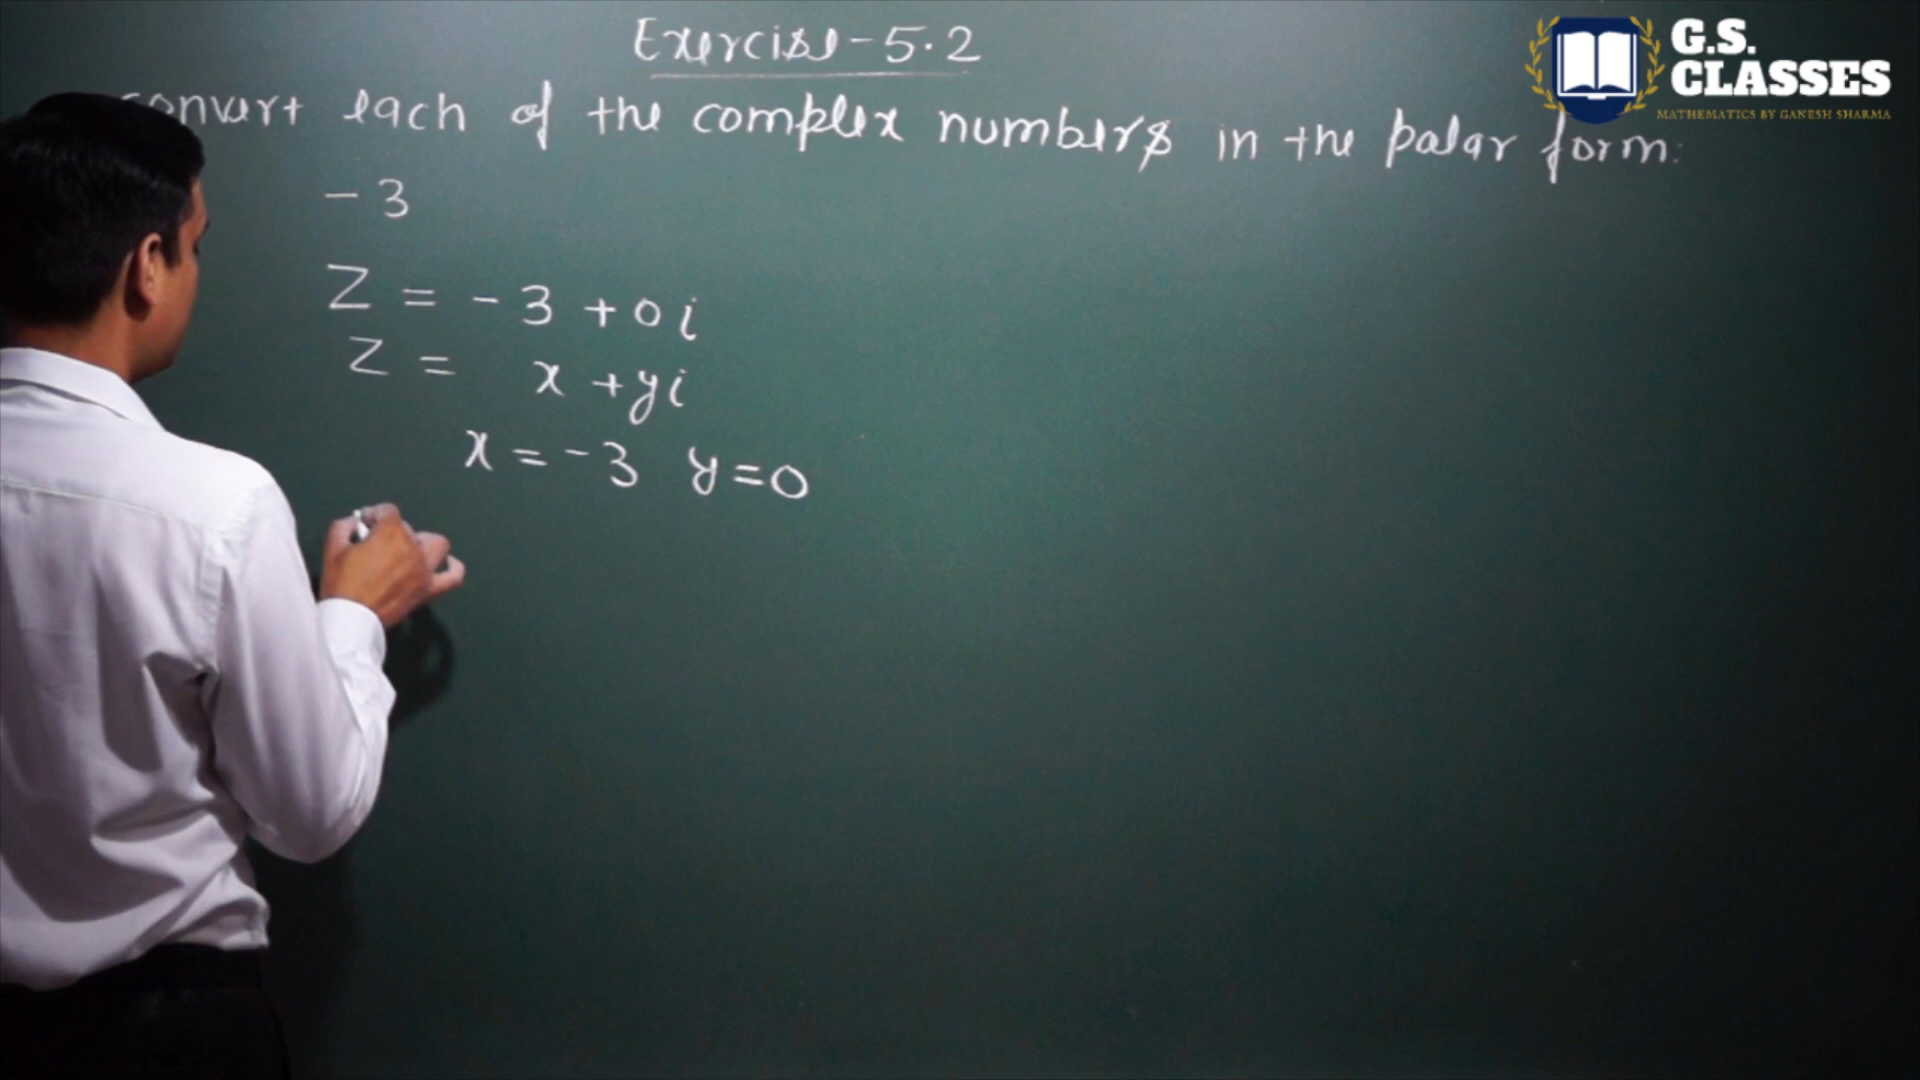 Exercise-5.2
convert each of the complex numbers in the polar form:
-3
Z = -3 + 0i
Z = x + yi
x = -3 y = 0
G.S.
CLASSES
MATHEMATICS BY GANESH SHARMA